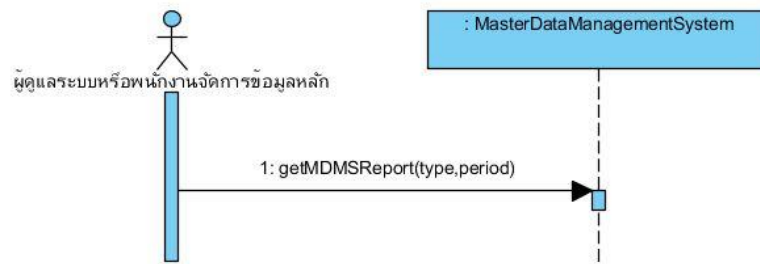 : MasterDataManagementSystem
ผู้ดูแลระบบหรือพนักงานจัดการข้อมูลหลัก
1: getMDMSReport(type,period)